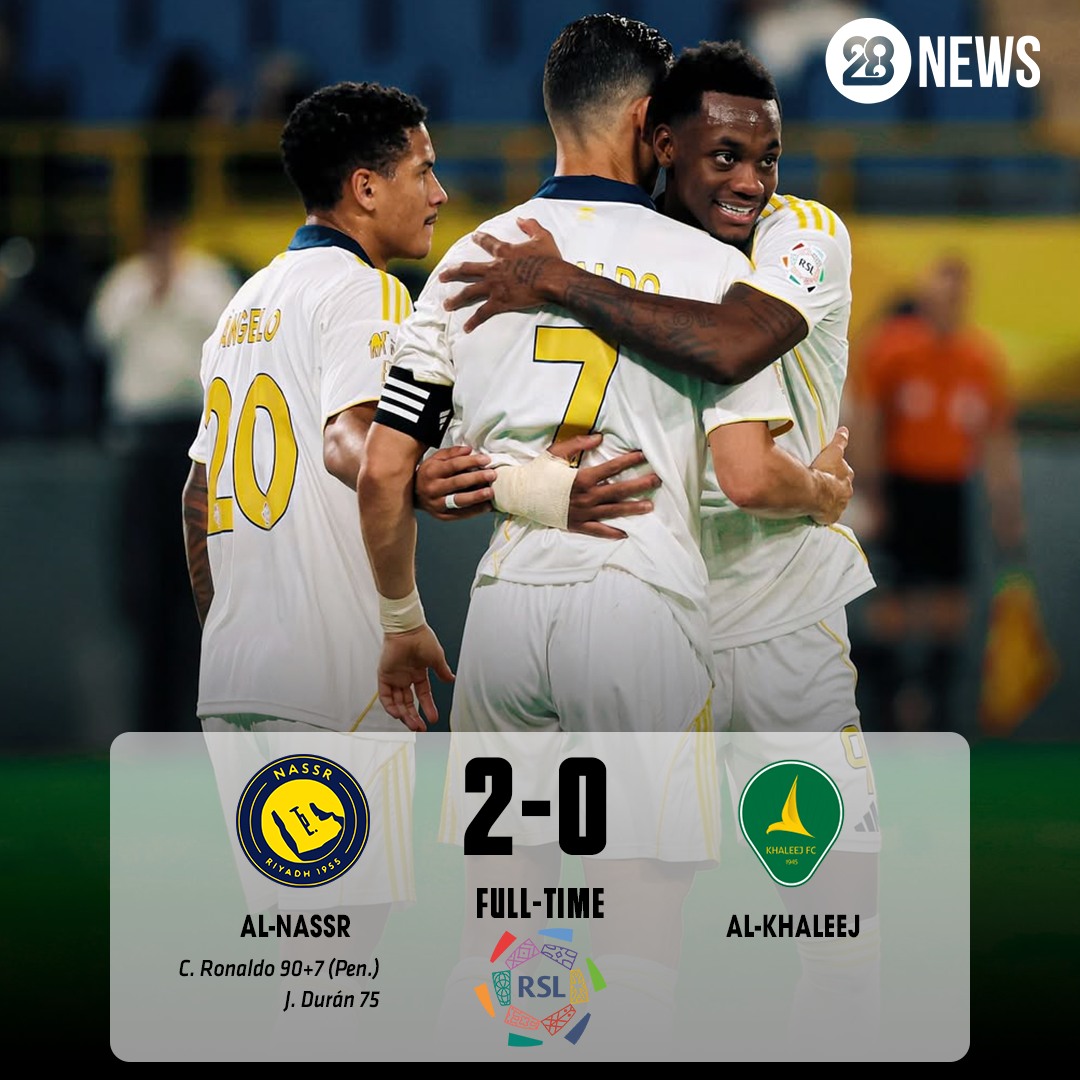 28 NEWS
ANGELO
20
7
RSL
NASSR
RIYADH 1955
2-0
KHALEEJ FC
1945
FULL-TIME
AL-NASSR
AL-KHALEEJ
C. Ronaldo 90+7 (Pen.)
J. Durán 75
RSL